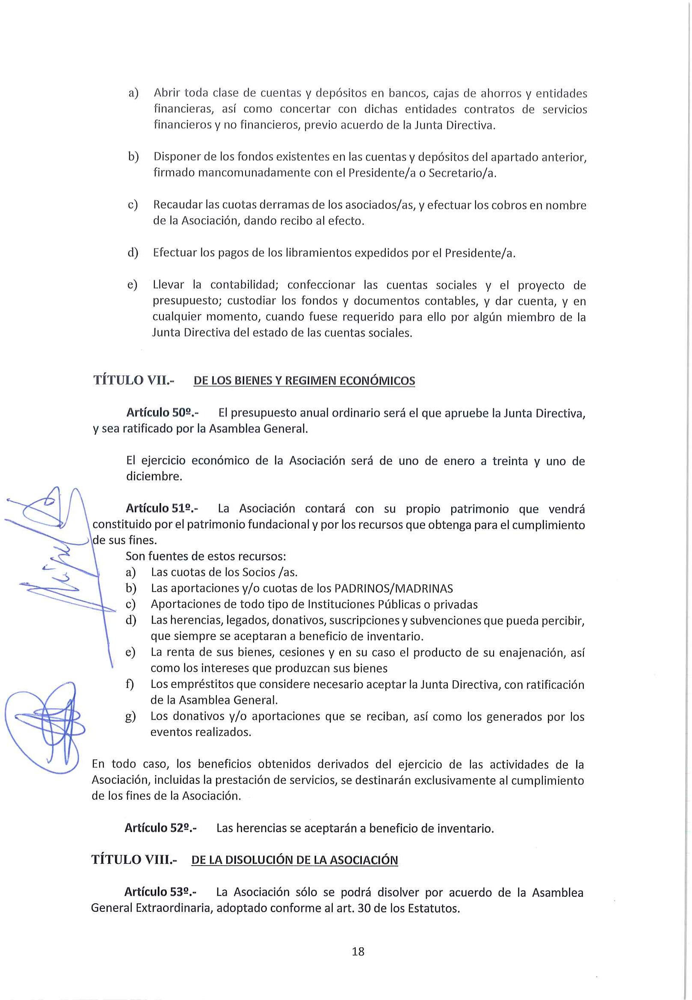 a) Abrir toda clase de cuentas y depósitos en bancos, cajas de ahorros y entidades
financieras, así como concertar con dichas entidades contratos de servicios
financieros y no financieros, previo acuerdo de la Junta Directiva.
b) Disponer de los fondos existentes en las cuentas y depósitos del apartado anterior,
firmado mancomunadamente con el Presidente/a o Secretario/a.
c) Recaudar las cuotas derramas de los asociados/as, y efectuar los cobros en nombre
de la Asociación, dando recibo al efecto.
d) Efectuar los pagos de los libramientos expedidos por el Presidente/a.
e) Llevar la contabilidad; confeccionar las cuentas sociales y el proyecto de
presupuesto; custodiar los fondos y documentos contables, y dar cuenta, y en
cualquier momento, cuando fuese requerido para ello por algún miembro de la
Junta Directiva del estado de las cuentas sociales.
TÍTULO VII.- DE LOS BIENES Y REGIMEN ECONÓMICOS
Artículo 50º.- El presupuesto anual ordinario será el que apruebe la Junta Directiva,
y sea ratificado por la Asamblea General.
El ejercicio económico de la Asociación será de uno de enero a treinta y uno de
diciembre.
Artículo 51º.- La Asociación contará con su propio patrimonio que vendrá
constituido por el patrimonio fundacional y por los recursos que obtenga para el cumplimiento
de sus fines.
Son fuentes de estos recursos:
a) Las cuotas de los Socios /as.
b) Las aportaciones y/o cuotas de los PADRINOS/MADRINAS
c) Aportaciones de todo tipo de Instituciones Públicas o privadas
d) Las herencias, legados, donativos, suscripciones y subvenciones que pueda percibir,
que siempre se aceptaran a beneficio de inventario.
e) La renta de sus bienes, cesiones y en su caso el producto de su enajenación, así
como los intereses que produzcan sus bienes
f) Los empréstitos que considere necesario aceptar la Junta Directiva, con ratificación
de la Asamblea General.
g) Los donativos y/o aportaciones que se reciban, así como los generados por los
eventos realizados.
En todo caso, los beneficios obtenidos derivados del ejercicio de las actividades de la
Asociación, incluidas la prestación de servicios, se destinarán exclusivamente al cumplimiento
de los fines de la Asociación.
Artículo 52º.- Las herencias se aceptarán a beneficio de inventario.
TÍTULO VIII.- DE LA DISOLUCIÓN DE LA ASOCIACIÓN
Artículo 53º.- La Asociación sólo se podrá disolver por acuerdo de la Asamblea
General Extraordinaria, adoptado conforme al art. 30 de los Estatutos.
18